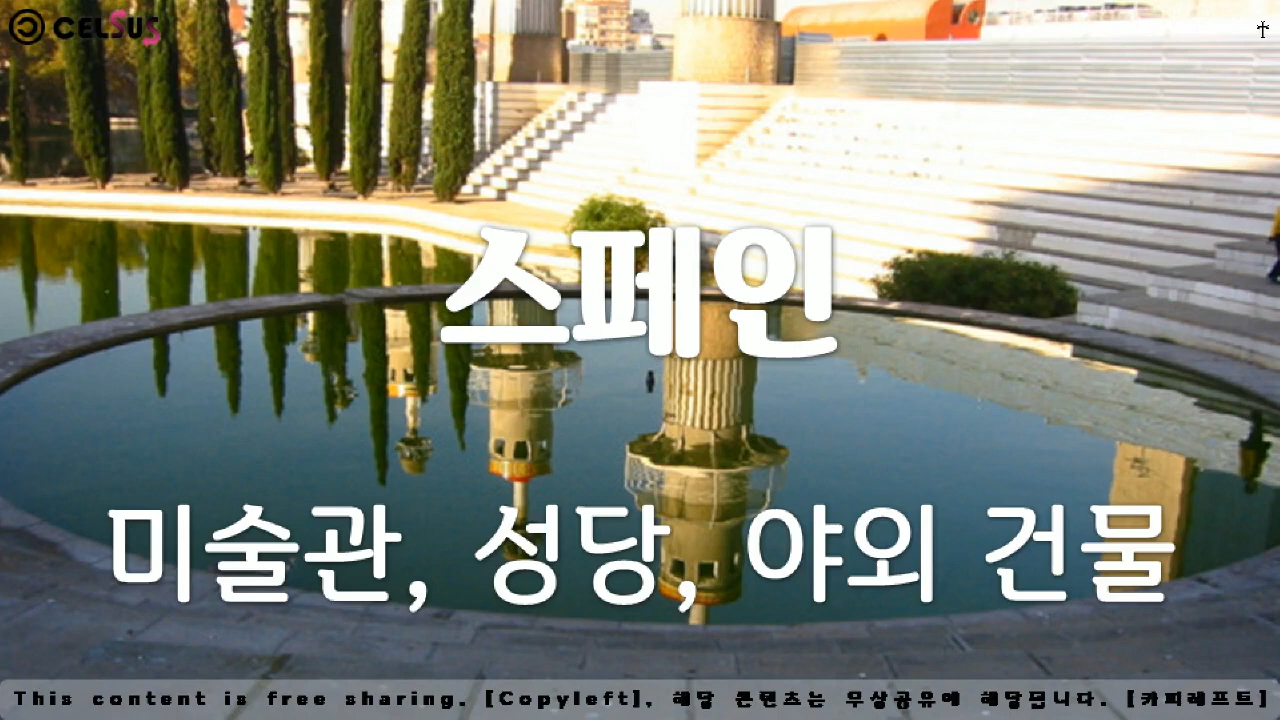 CELSUS
스페인
미술관, 성당, 야외 건물
This content is free sharing. [Copyleft], 해당 콘텐츠는 무상공유에 해당됩니다. [카피레프트]